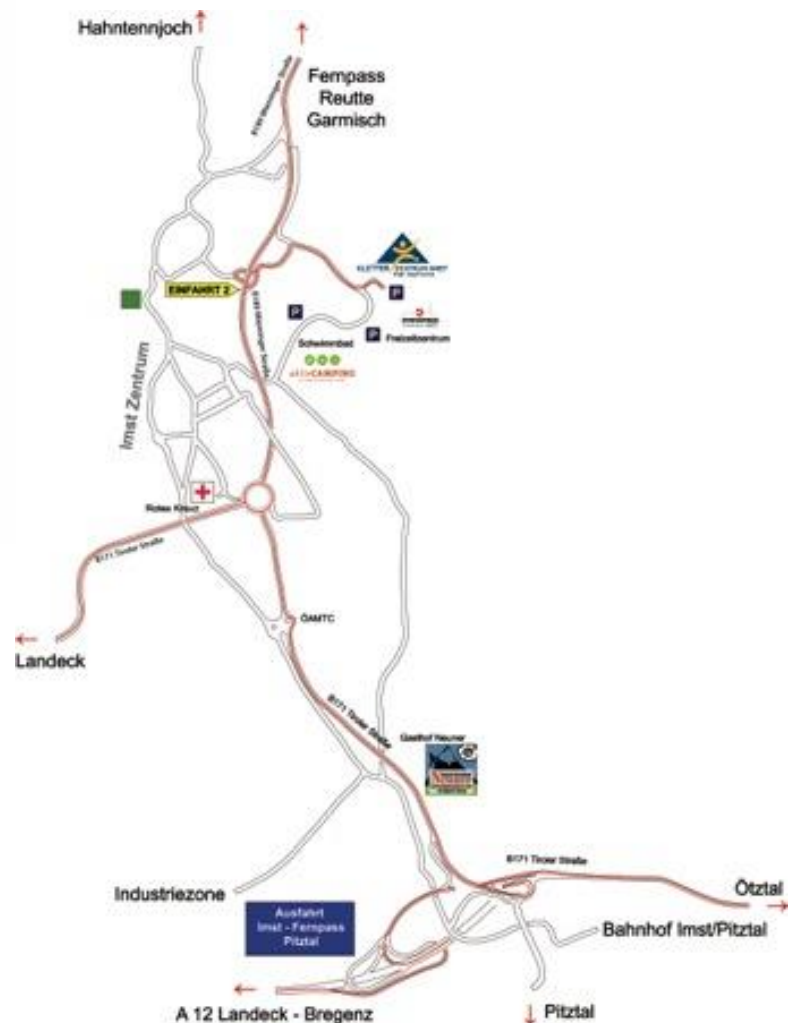 Hahntennjoch
Fernpass
Reutte
Garmisch
EINFAHRT 2
P
P
P
Schwimmbad
Freizeitzentrum
CAMPING
Imst Zentrum
Rotes Kreuz
B171 Tiroler Straße
Landeck
ÖAMTC
B171 Tiroler Straße
Gasthof Neuner
B171 Tiroler Straße
Ötztal
Industriezone
Ausfahrt
Imst - Fernpass
Pitztal
Bahnhof Imst/Pitztal
A 12 Landeck - Bregenz
Pitztal